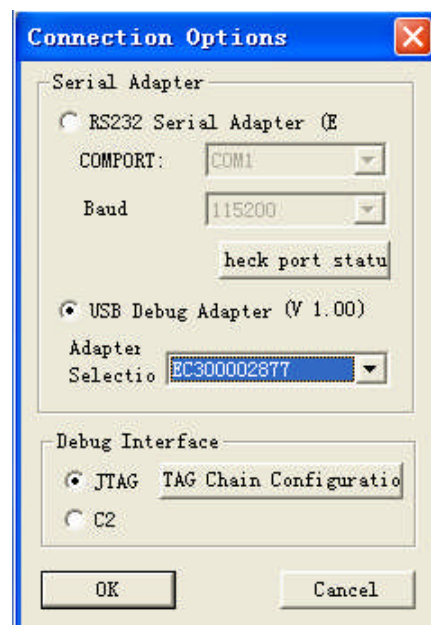 Connection Options
Serial Adapter
RS232 Serial Adapter (E
COMPORT: COM1
Baud 115200
heck port statu
USB Debug Adapter (V 1.00)
Adapter
Selectio EC300002877
Debug Interface
JTAG TAG Chain Configuratio
C2
OK Cancel